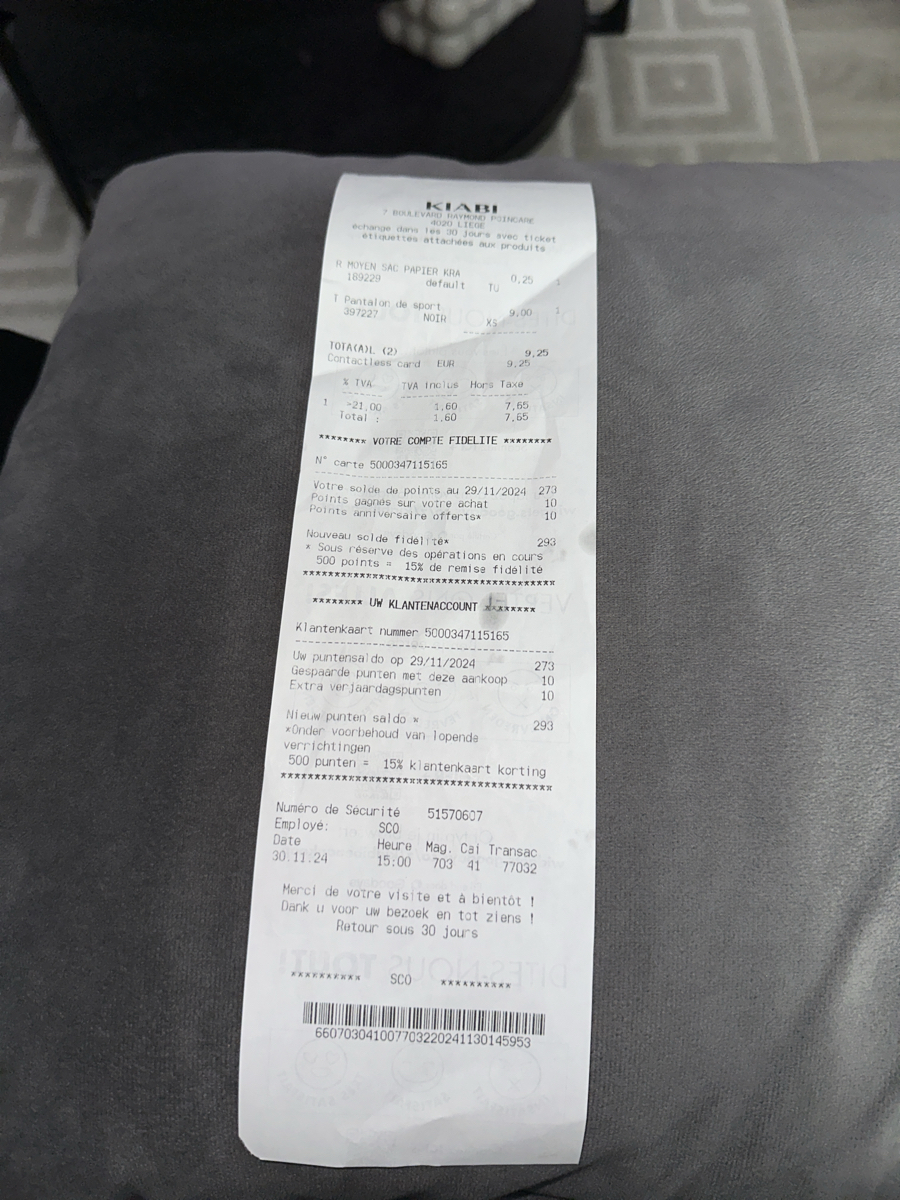 KIABI
7 BOULEVARD RAYMOND POINCARE
4020 LIEGE
échange dans les 30 jours avec ticket
étiquettes attachées aux produits
R MOYEN SAC PAPIER KRA 0,25 1
189229 default TU
T Pantalon de sport 9,00 1
397227 NOIR XS
TOTA(A)L (2) 9,25
Contactless card EUR 9,25
% TVA TVA inclus Hors Taxe
1 -21,00 1,60 7,65
Total : 1,60 7,65
******** VOTRE COMPTE FIDELITE ********
N° carte 5000347115165
Votre solde de points au 29/11/2024 273
Points gagnés sur votre achat 10
Points anniversaire offerts* 10
Nouveau solde fidélité* 293
* Sous réserve des opérations en cours
500 points = 15% de remise fidélité
******** UW KLANTENACCOUNT ********
Klantenkaart nummer 5000347115165
Uw puntensaldo op 29/11/2024 273
Gespaarde punten met deze aankoop 10
Extra verjaardagspunten 10
Nieuw punten saldo * 293
*Onder voorbehoud van lopende
verrichtingen
500 punten = 15% klantenkaart korting
Numéro de Sécurité 51570607
Employé: SCO
Date Heure Mag. Cai Transac
30.11.24 15:00 703 41 77032
Merci de votre visite et à bientôt !
Dank u voor uw bezoek en tot ziens !
Retour sous 30 jours
********** SCO **********
660703041007703220241130145953